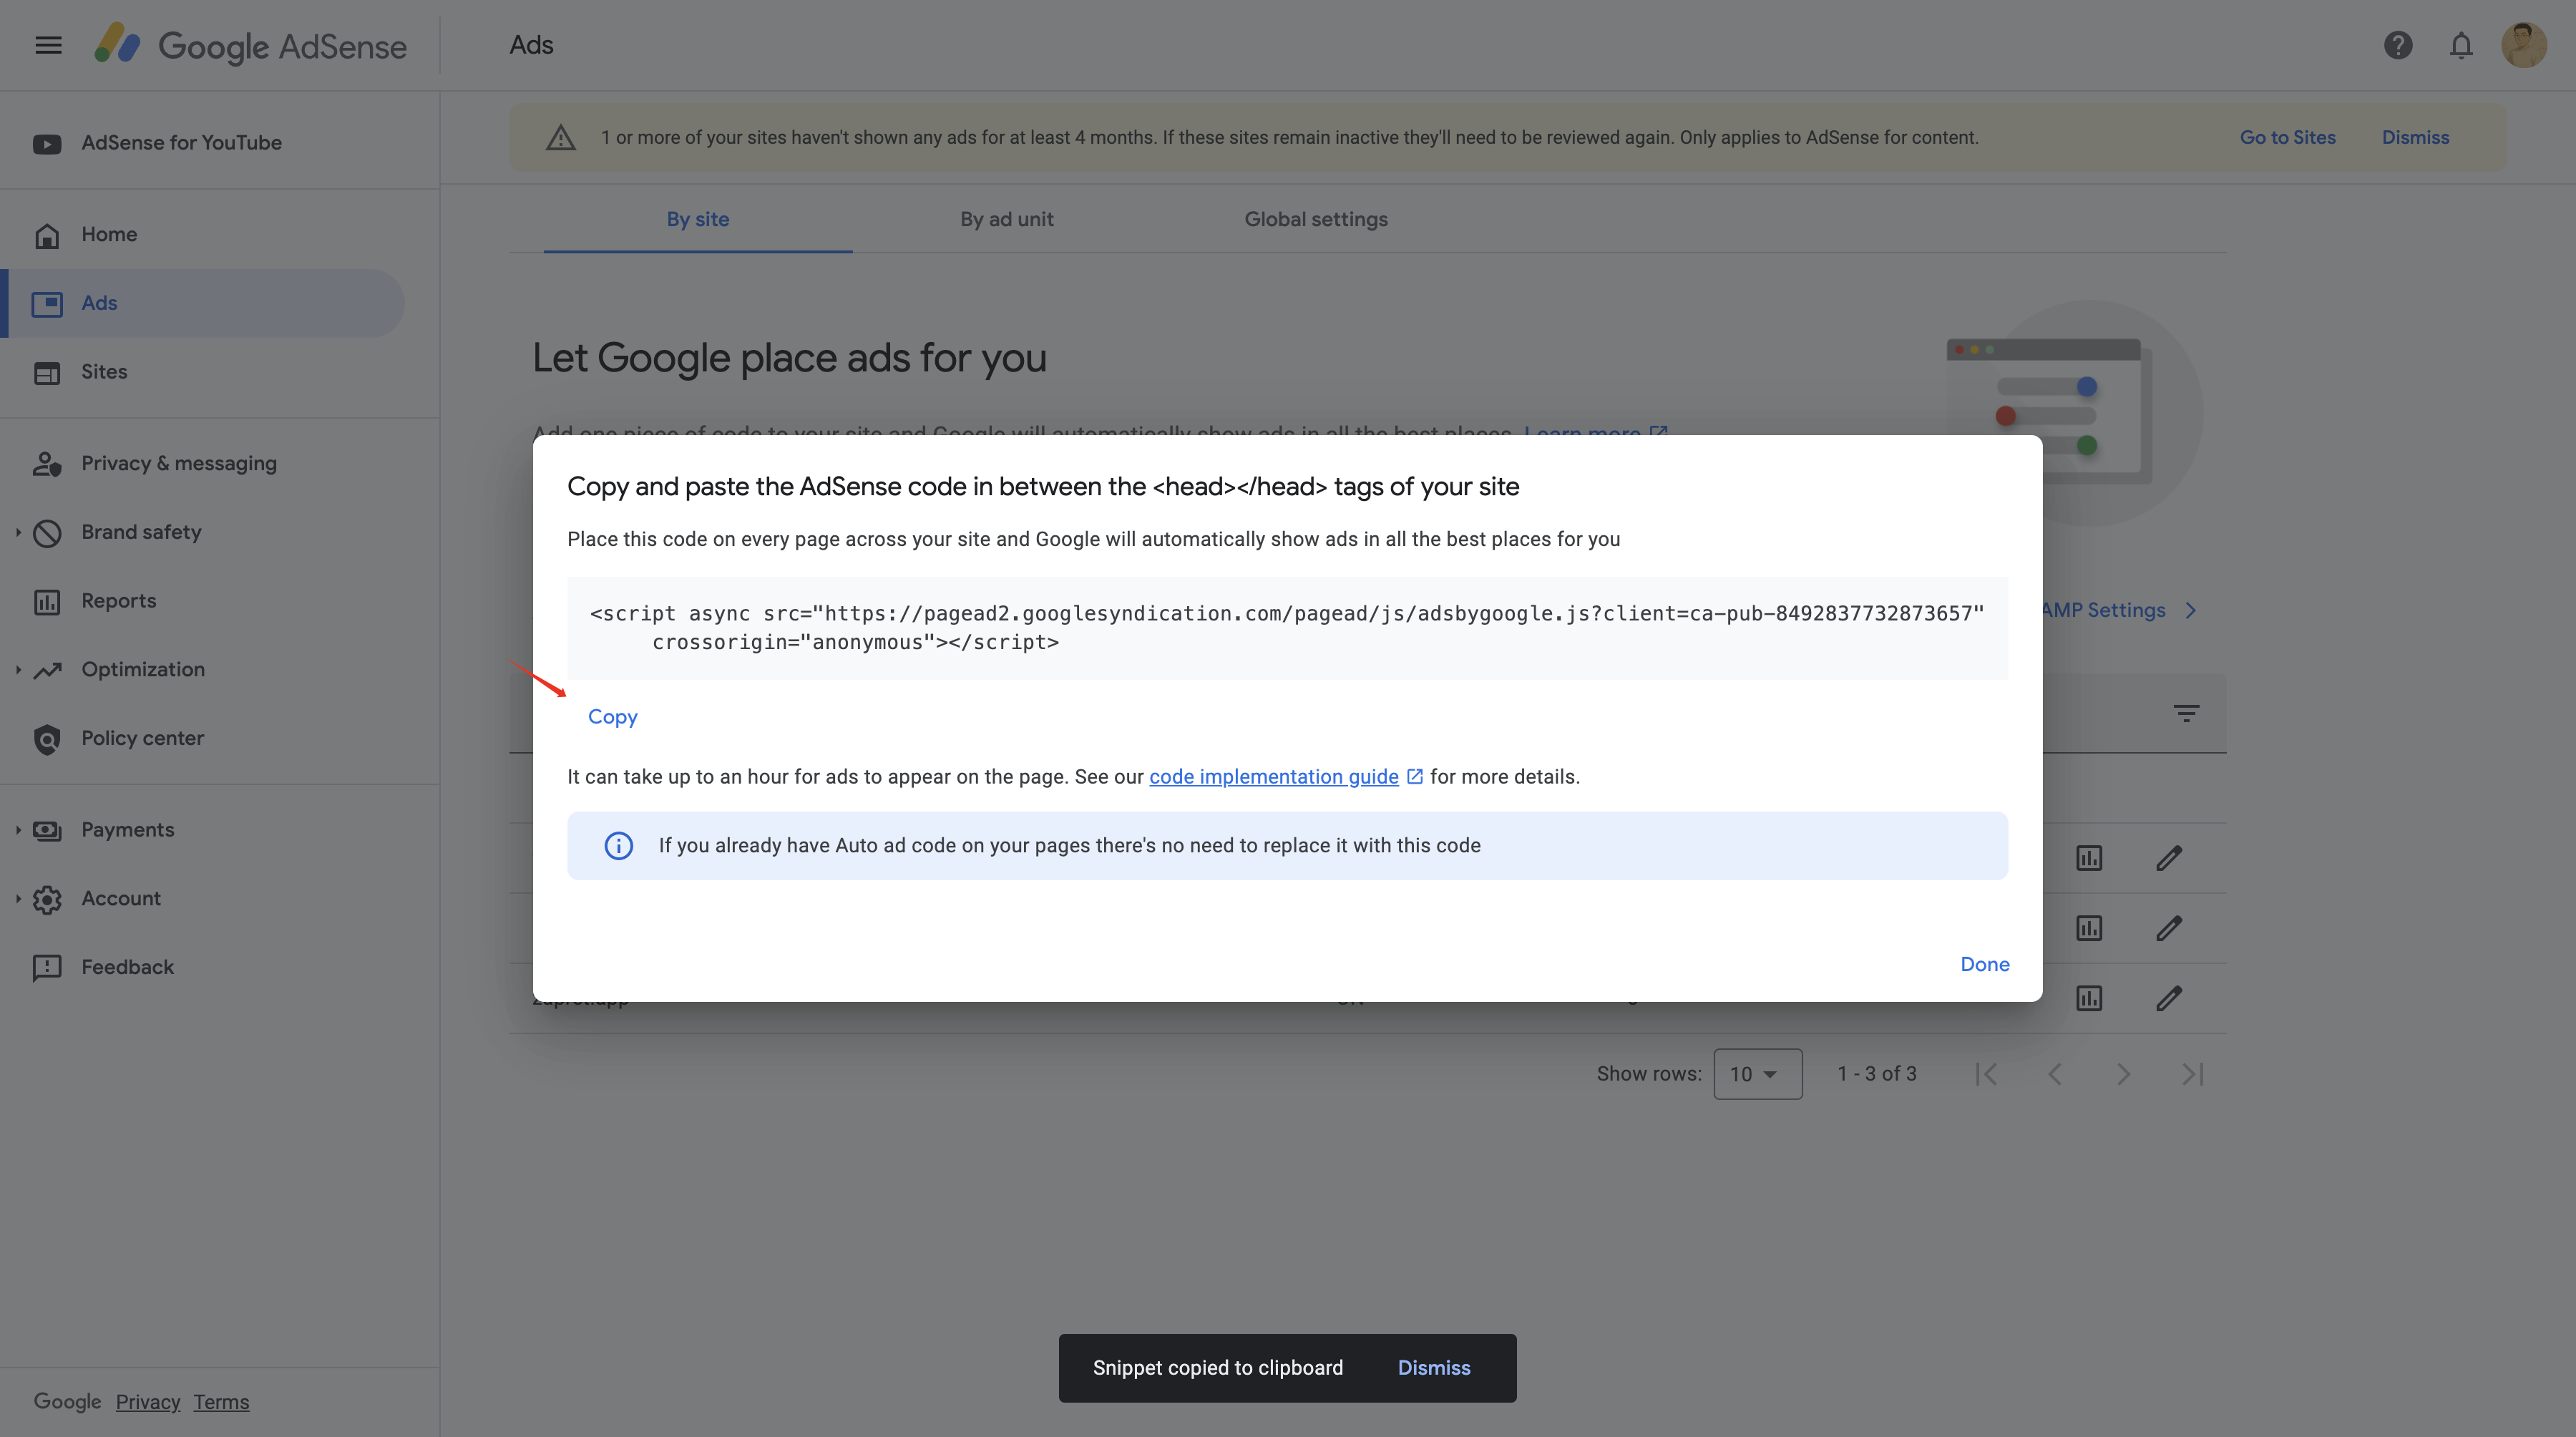 Google AdSense
Ads
AdSense for YouTube
Home
Ads
Sites
Privacy & messaging
Brand safety
Reports
Optimization
Policy center
Payments
Account
Feedback
Google Privacy Terms
1 or more of your sites haven't shown any ads for at least 4 months. If these sites remain inactive they'll need to be reviewed again. Only applies to AdSense for content.
Go to Sites
Dismiss
By site
By ad unit
Global settings
Let Google place ads for you
Add one piece of code to your site and Google will automatically show ads in all the best places. Learn more
AMP Settings
Copy and paste the AdSense code in between the <head></head> tags of your site
Place this code on every page across your site and Google will automatically show ads in all the best places for you
<script async src="https://pagead2.googlesyndication.com/pagead/js/adsbygoogle.js?client=ca-pub-8492837732873657"
crossorigin="anonymous"></script>
Copy
It can take up to an hour for ads to appear on the page. See our code implementation guide for more details.
If you already have Auto ad code on your pages there's no need to replace it with this code
Done
Show rows: 10 1 - 3 of 3
Snippet copied to clipboard
Dismiss